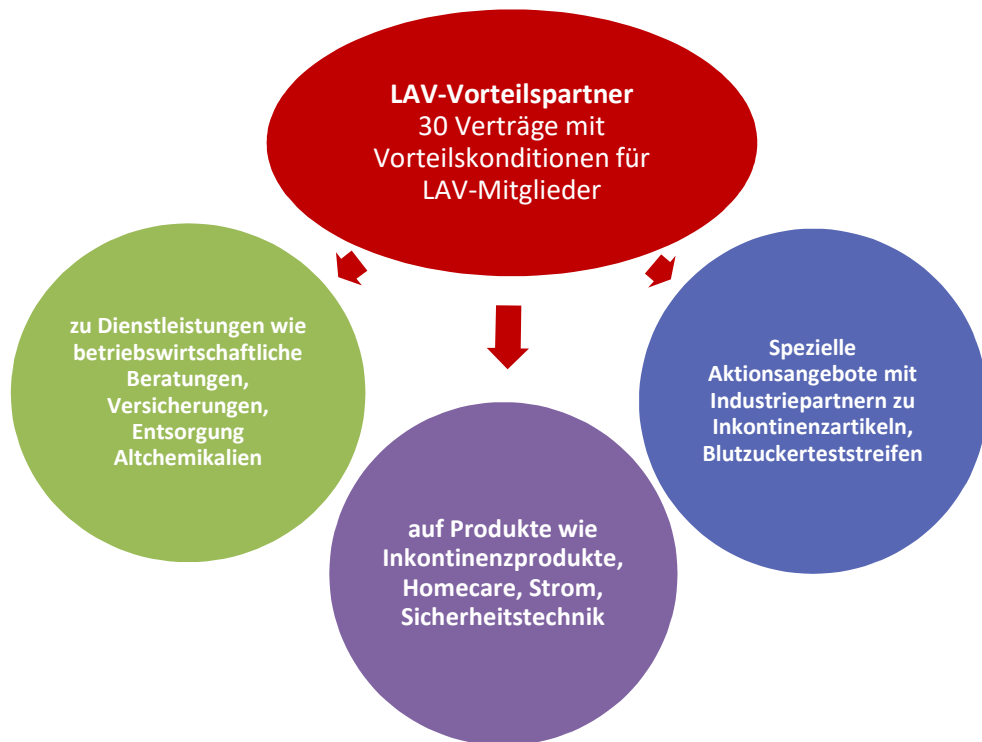 LAV-Vorteilspartner
30 Verträge mit
Vorteilskonditionen für
LAV-Mitglieder
zu Dienstleistungen wie
betriebswirtschaftliche
Beratungen,
Versicherungen,
Entsorgung
Altchemikalien
auf Produkte wie
Inkontinenzprodukte,
Homecare, Strom,
Sicherheitstechnik
Spezielle
Aktionsangebote mit
Industriepartnern zu
Inkontinenzartikeln,
Blutzuckerteststreifen